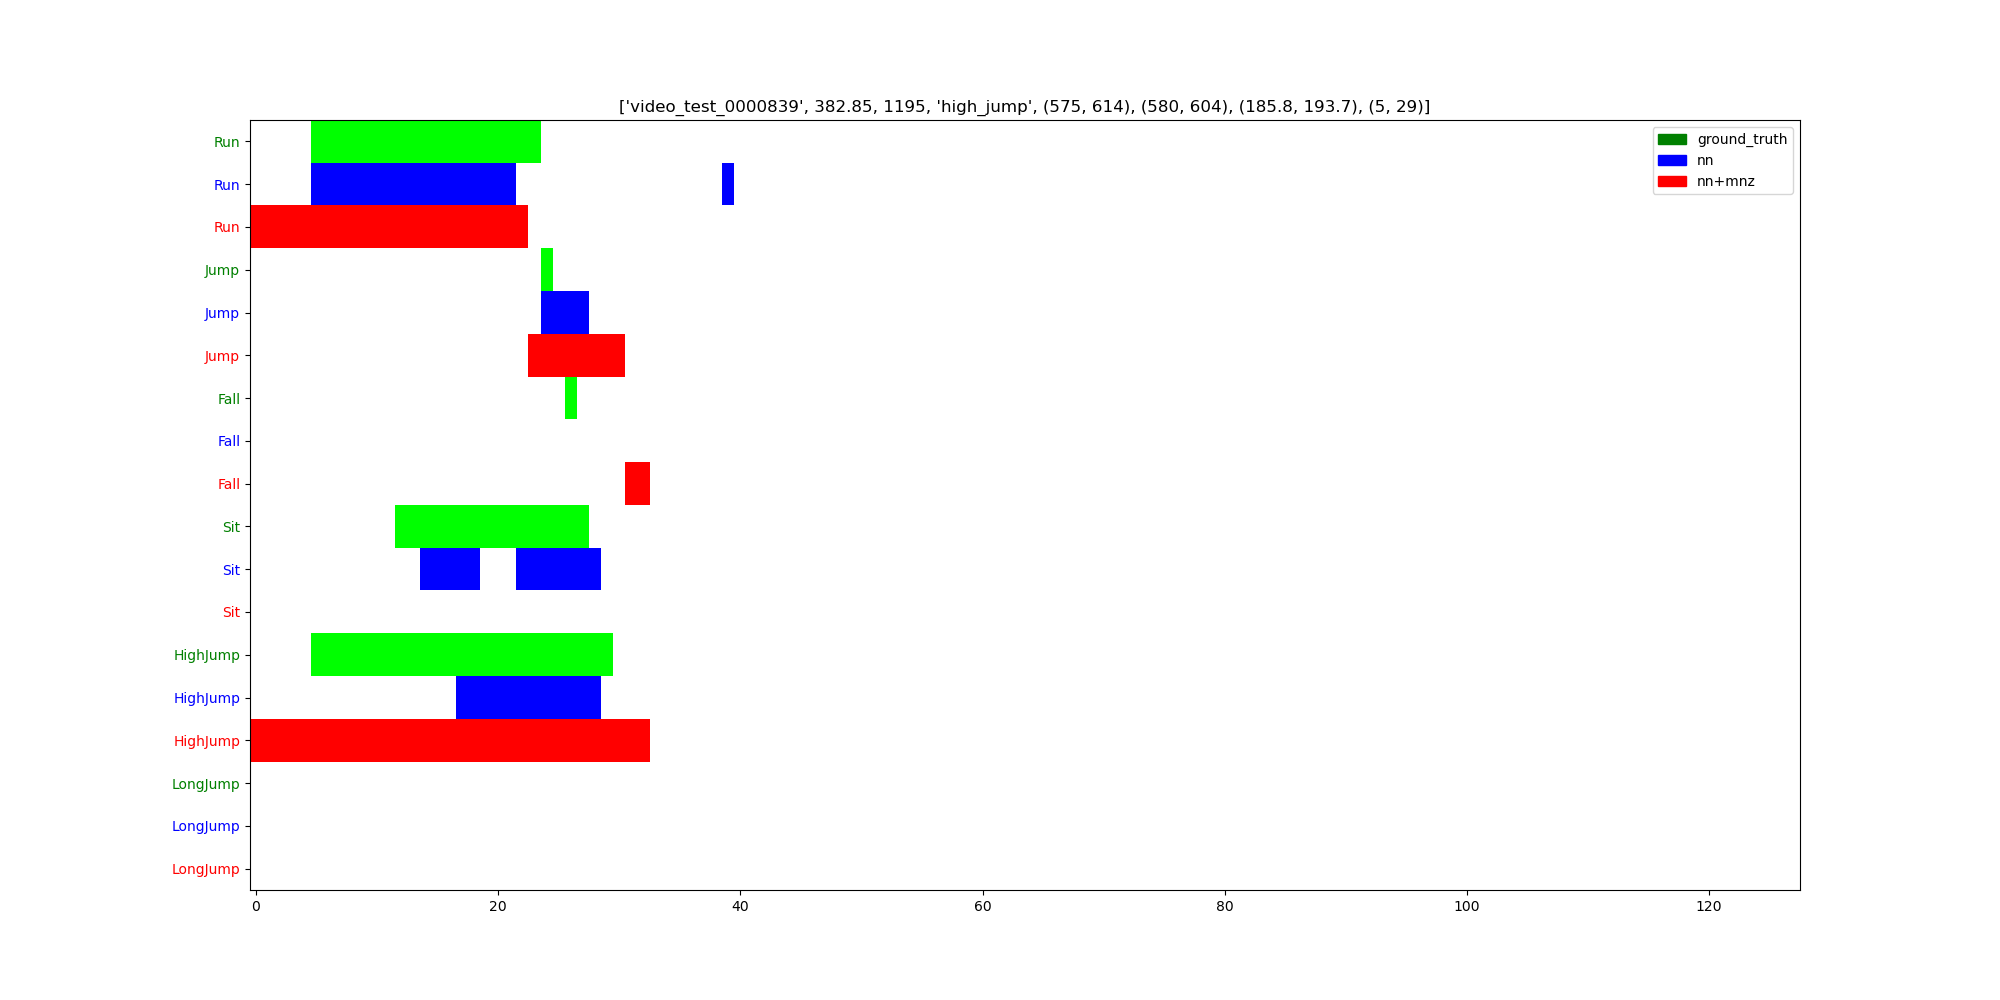 ['video_test_0000839', 382.85, 1195, 'high_jump', (575, 614), (580, 604), (185.8, 193.7), (5, 29)]
ground_truth
nn
nn+mnz
Run
Run
Run
Jump
Jump
Jump
Fall
Fall
Fall
Sit
Sit
Sit
HighJump
HighJump
HighJump
LongJump
LongJump
LongJump
0 20 40 60 80 100 120